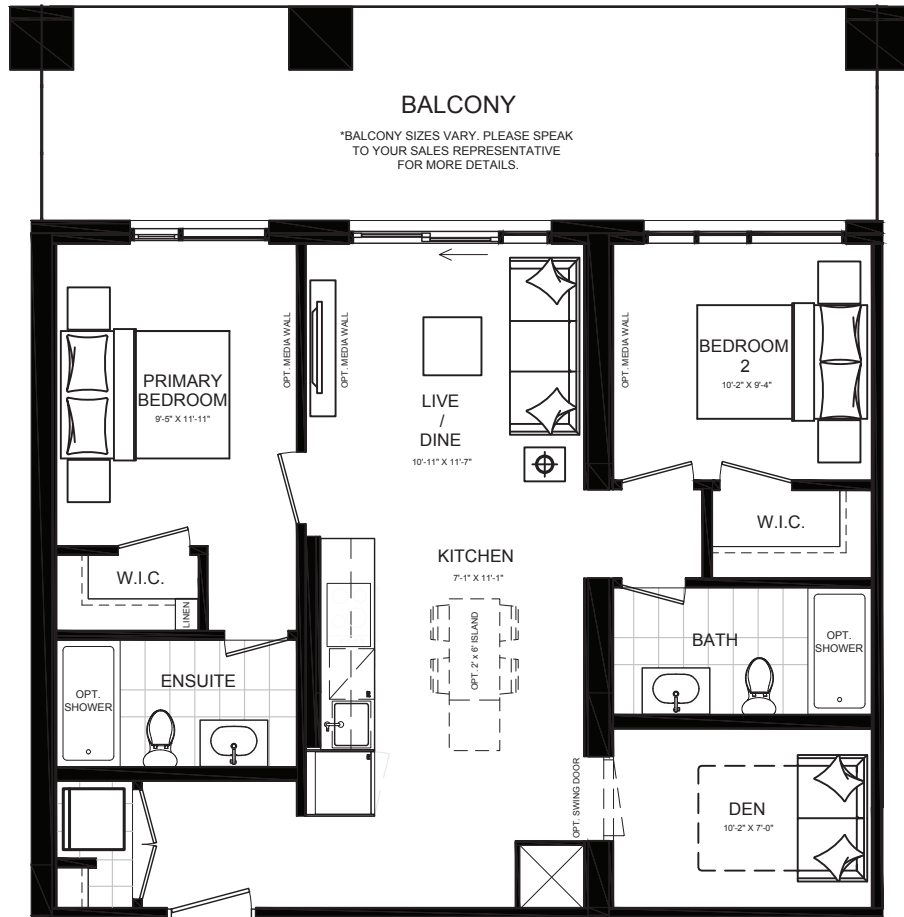 BALCONY
*BALCONY SIZES VARY. PLEASE SPEAK
TO YOUR SALES REPRESENTATIVE
FOR MORE DETAILS.
OPT. MEDIA WALL
PRIMARY
BEDROOM
9'-5" X 11'-11"
OPT. MEDIA WALL
LIVE
/
DINE
10'-11" X 11'-7"
OPT. MEDIA WALL
BEDROOM
2
10'-2" X 9'-4"
W.I.C.
LINEN
KITCHEN
7'-1" X 11'-1"
OPT. 2' x 6' ISLAND
W.I.C.
BATH
OPT.
SHOWER
ENSUITE
OPT.
SHOWER
OPT. SWING DOOR
DEN
10'-2" X 7'-0"